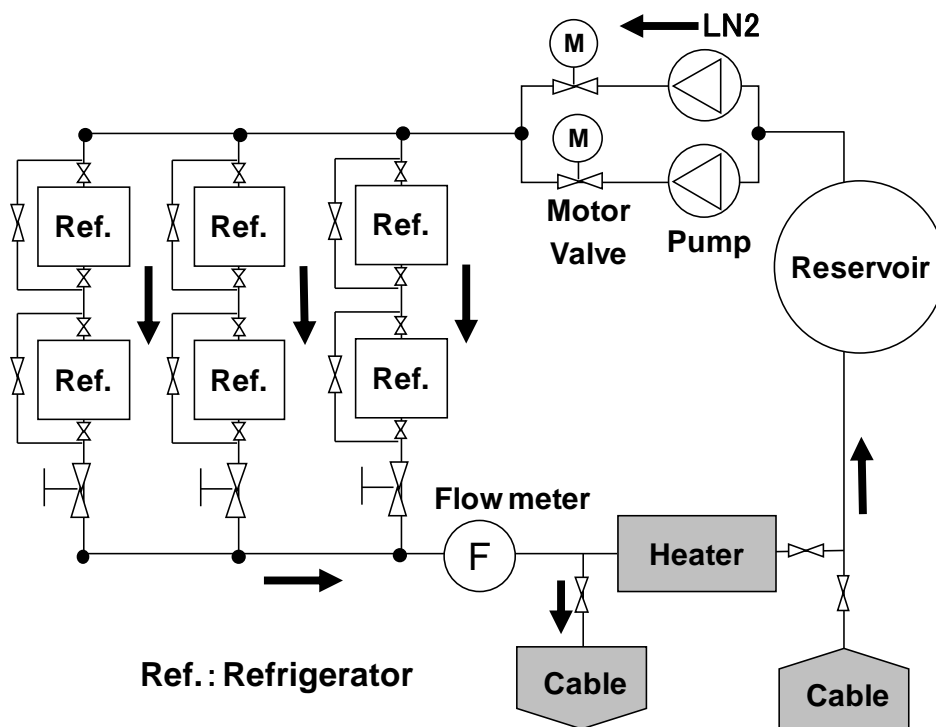 LN2
M
M
Motor
Valve
Pump
Reservoir
Ref.
Ref.
Ref.
Ref.
Ref.
Ref.
Flow meter
F
Heater
Cable
Cable
Ref.: Refrigerator